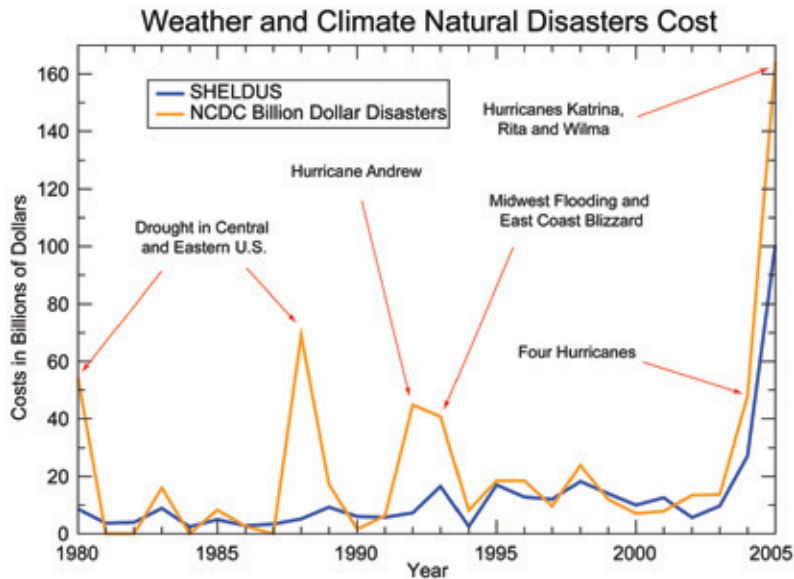 Weather and Climate Natural Disasters Cost
160
140
120
100
80
60
40
20
0
Costs in Billions of Dollars
SHELDUS
NCDC Billion Dollar Disasters
Hurricanes Katrina,
Rita and Wilma
Hurricane Andrew
Midwest Flooding and
East Coast Blizzard
Drought in Central
and Eastern U.S.
Four Hurricanes
1980
1985
1990
1995
2000
2005
Year